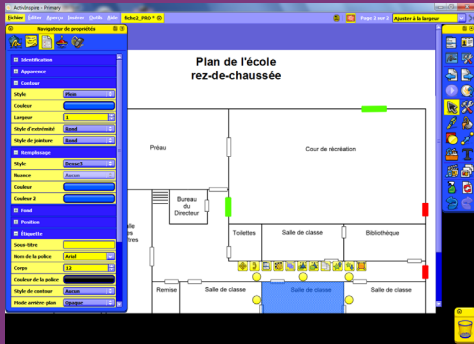 ActivInspire - Primary
Fichier Editer Aperçu Insérer Outils Aide
fiche2_PRO*
Page 2 sur 2
Ajuster à la largeur
Navigateur de propriétés
Identification
Apparence
Contour
Style Plein
Couleur
Largeur 1
Style d'extrémité Rond
Style de jointure Rond
Remplissage
Style Dense3
Nuance Aucun
Couleur
Couleur 2
Fond
Position
Étiquette
Sous-titre
Nom de la police Arial
Corps 12
Couleur de la police
Style de contour Aucun
Mode arrière-plan Opaque
Plan de l'école
rez-de-chaussée
Préau
Cour de récréation
Bureau
du
Directeur
Toilettes
Salle de classe
Bibliothèque
Remise
Salle de classe
Salle de classe
Salle de classe